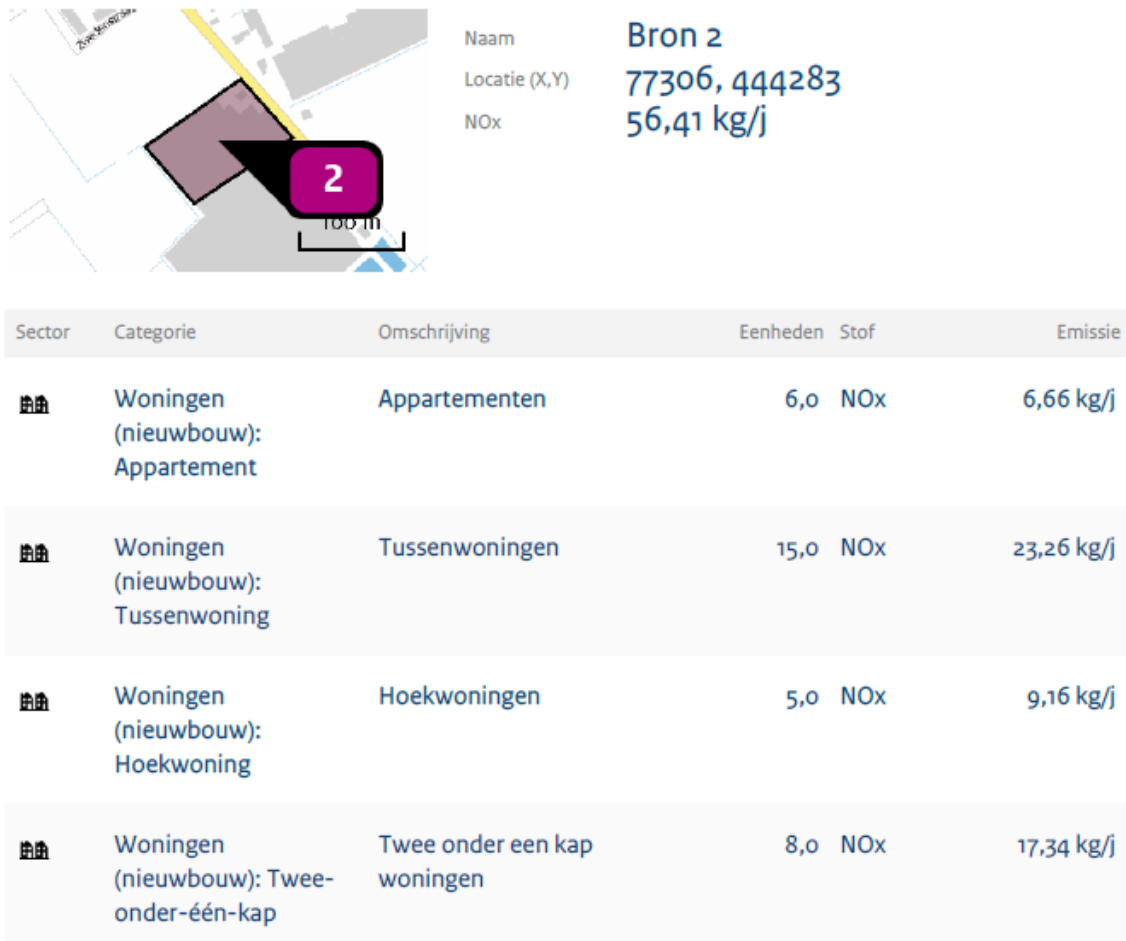 Naam Bron 2
Locatie (X,Y) 77306, 444283
NOx 56,41 kg/j
2
100 m
Sector Categorie Omschrijving Eenheden Stof Emissie
Woningen Appartementen 6,0 NOx 6,66 kg/j
(nieuwbouw):
Appartement
Woningen Tussenwoningen 15,0 NOx 23,26 kg/j
(nieuwbouw):
Tussenwoning
Woningen Hoekwoningen 5,0 NOx 9,16 kg/j
(nieuwbouw):
Hoekwoning
Woningen Twee onder een kap 8,0 NOx 17,34 kg/j
(nieuwbouw): Twee- woningen
onder-één-kap